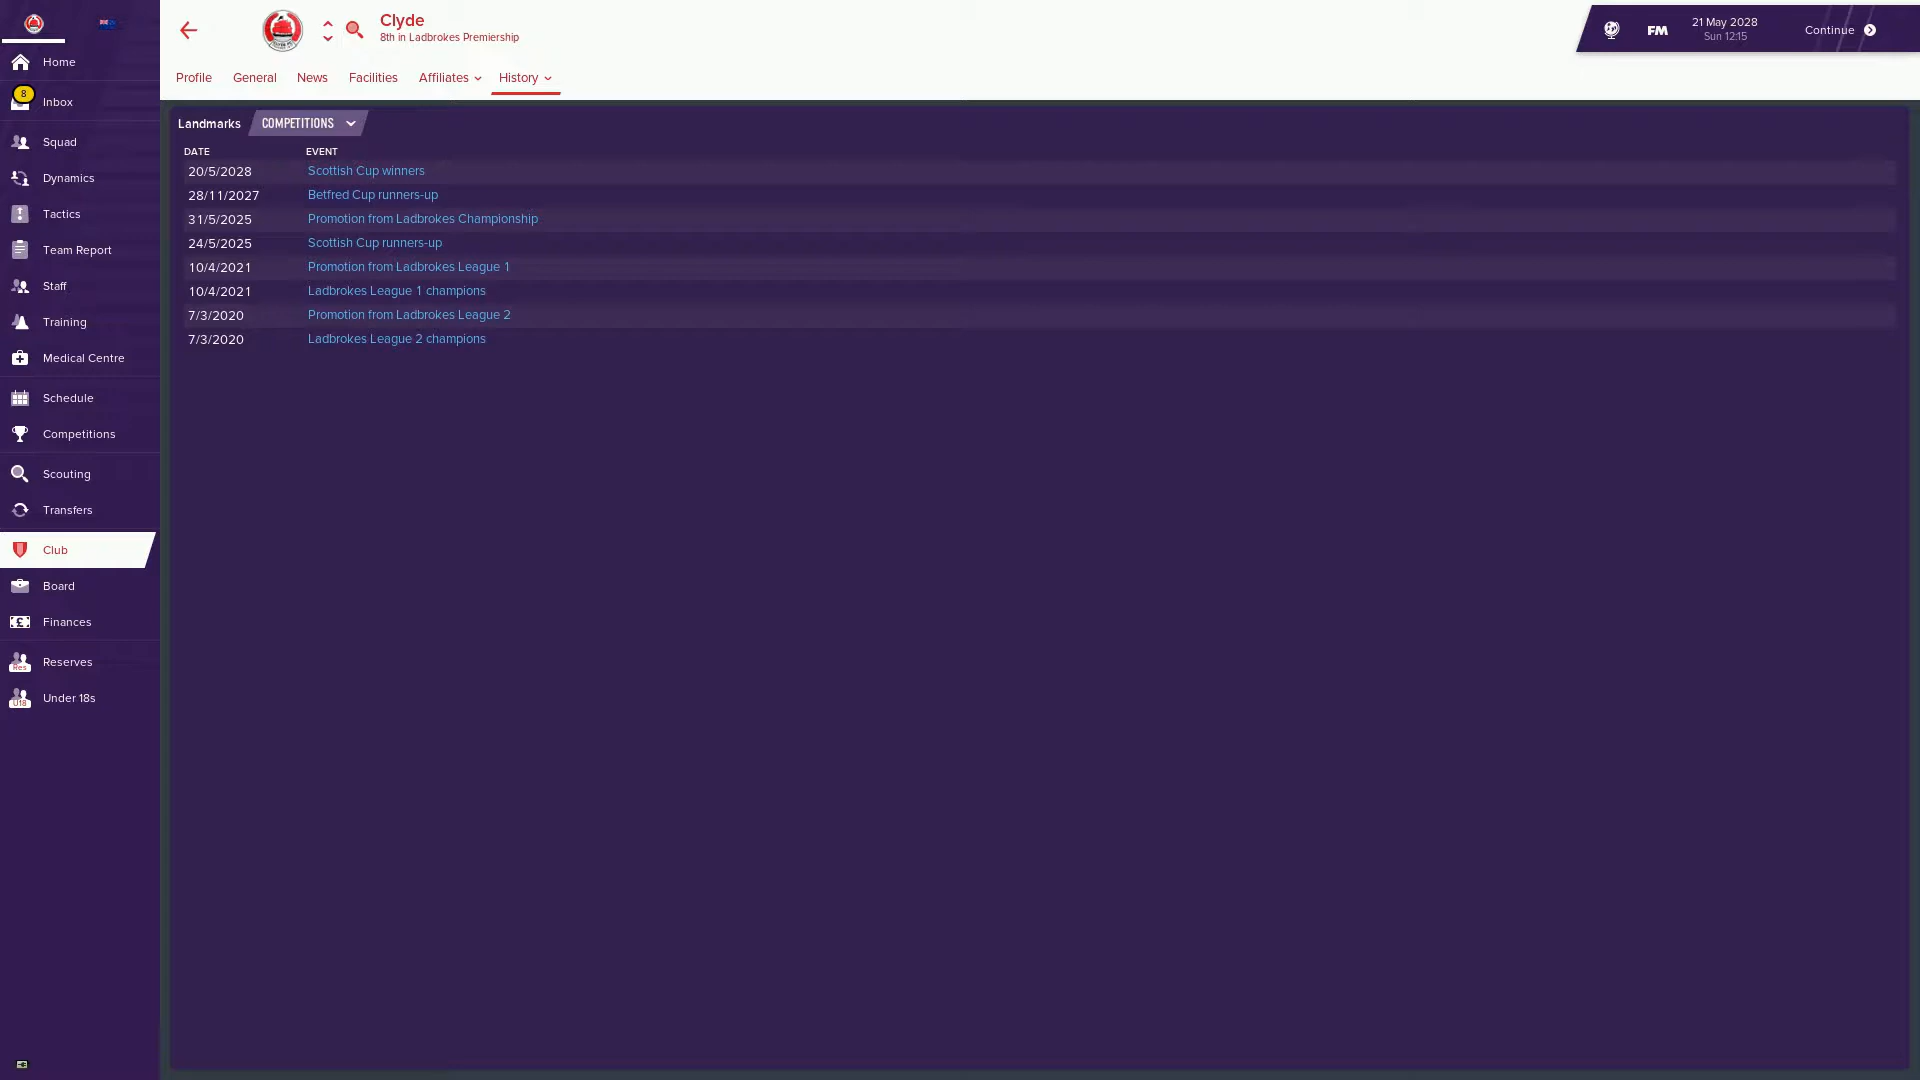 Clyde
8th in Ladbrokes Premiership
FM
21 May 2028
Sun 12:15
Continue
Profile
General
News
Facilities
Affiliates
History
Home
8
Inbox
Squad
Dynamics
Tactics
Team Report
Staff
Training
Medical Centre
Schedule
Competitions
Scouting
Transfers
Club
Board
Finances
Res
Reserves
U18
Under 18s
Landmarks COMPETITIONS
DATE EVENT
20/5/2028 Scottish Cup winners
28/11/2027 Betfred Cup runners-up
31/5/2025 Promotion from Ladbrokes Championship
24/5/2025 Scottish Cup runners-up
10/4/2021 Promotion from Ladbrokes League 1
10/4/2021 Ladbrokes League 1 champions
7/3/2020 Promotion from Ladbrokes League 2
7/3/2020 Ladbrokes League 2 champions